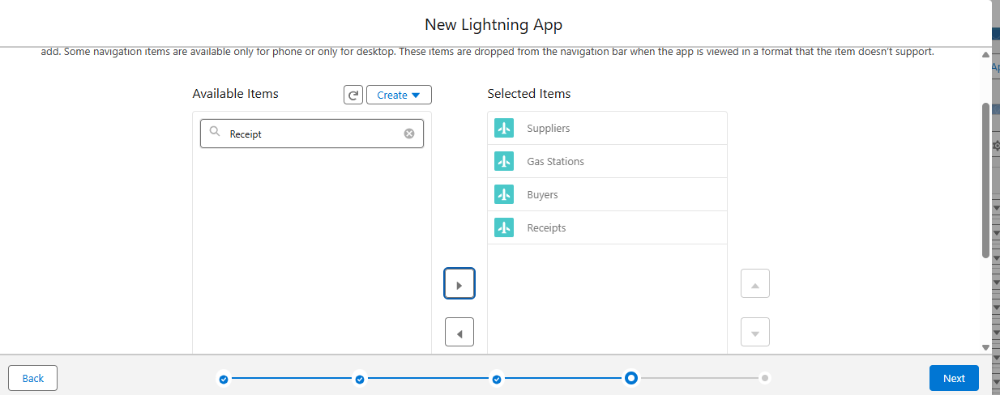 New Lightning App
add. Some navigation items are available only for phone or only for desktop. These items are dropped from the navigation bar when the app is viewed in a format that the item doesn't support.
Available Items
Create
Selected Items
Receipt
Suppliers
Gas Stations
Buyers
Receipts
Back
Next